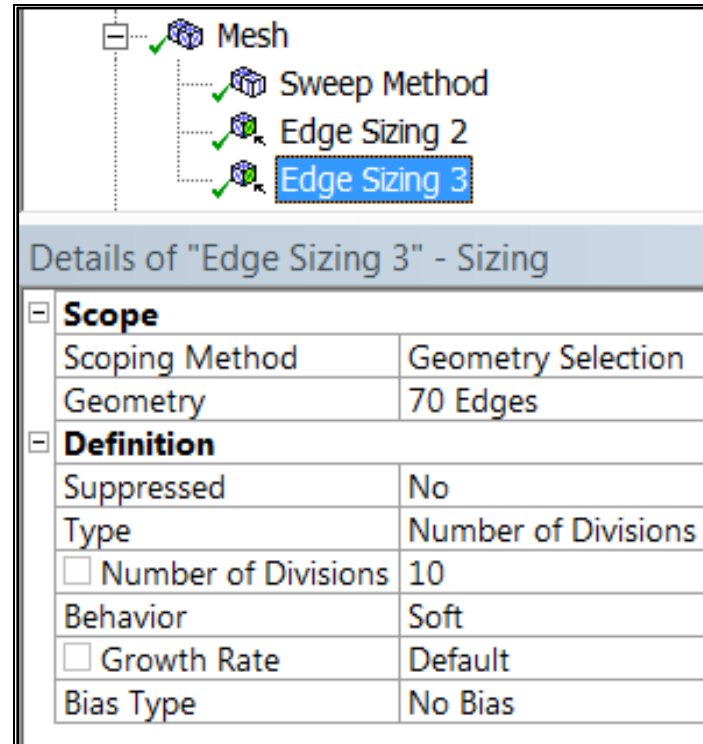 Mesh
Sweep Method
Edge Sizing 2
Edge Sizing 3
Details of "Edge Sizing 3" - Sizing
Scope
Scoping Method Geometry Selection
Geometry 70 Edges
Definition
Suppressed No
Type Number of Divisions
Number of Divisions 10
Behavior Soft
Growth Rate Default
Bias Type No Bias